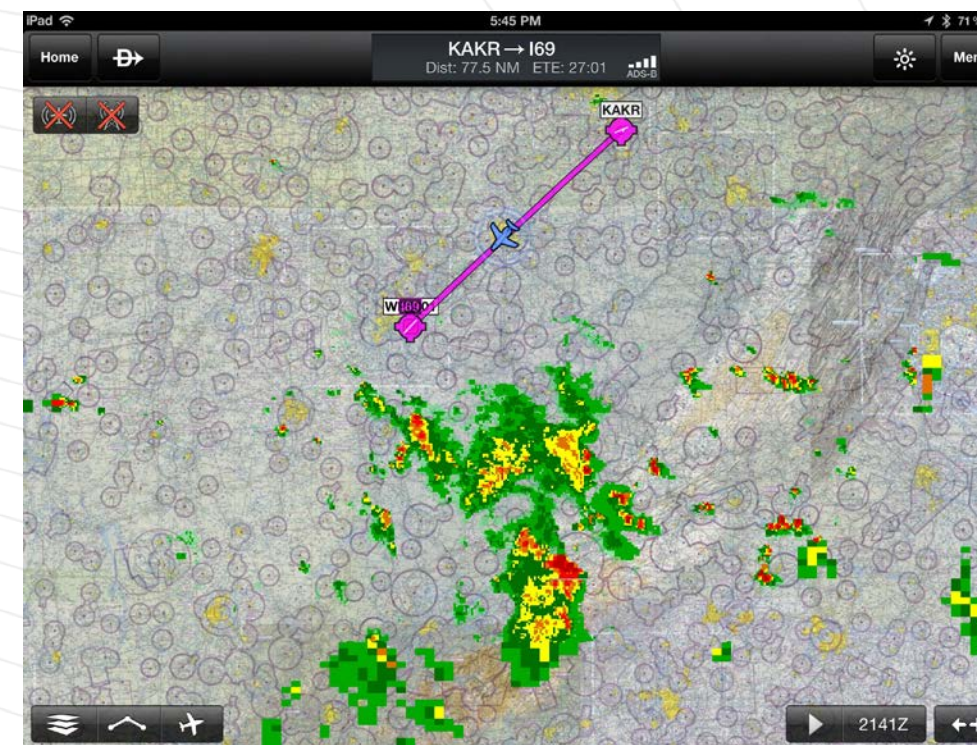 iPad 5:45 PM 71%
Home KAKR → I69 Men
Dist: 77.5 NM ETE: 27:01 ADS-B
KAKR
I69
2141Z